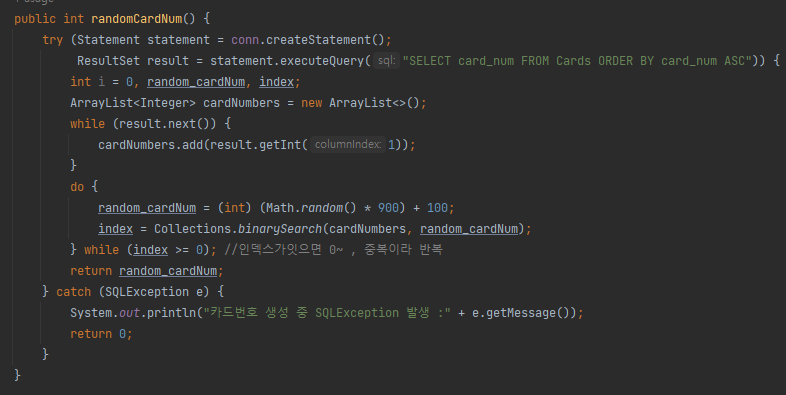 public int randomCardNum() {
try (Statement statement = conn.createStatement();
ResultSet result = statement.executeQuery( sql: "SELECT card_num FROM Cards ORDER BY card_num ASC")) {
int i = 0, random_cardNum, index;
ArrayList<Integer> cardNumbers = new ArrayList<>();
while (result.next()) {
cardNumbers.add(result.getInt( columnIndex: 1));
}
do {
random_cardNum = (int) (Math.random() * 900) + 100;
index = Collections.binarySearch(cardNumbers, random_cardNum);
} while (index >= 0); //인덱스가잇으면 0~ , 중복이라 반복
return random_cardNum;
} catch (SQLException e) {
System.out.println("카드번호 생성 중 SQLException 발생 :" + e.getMessage());
return 0;
}
}